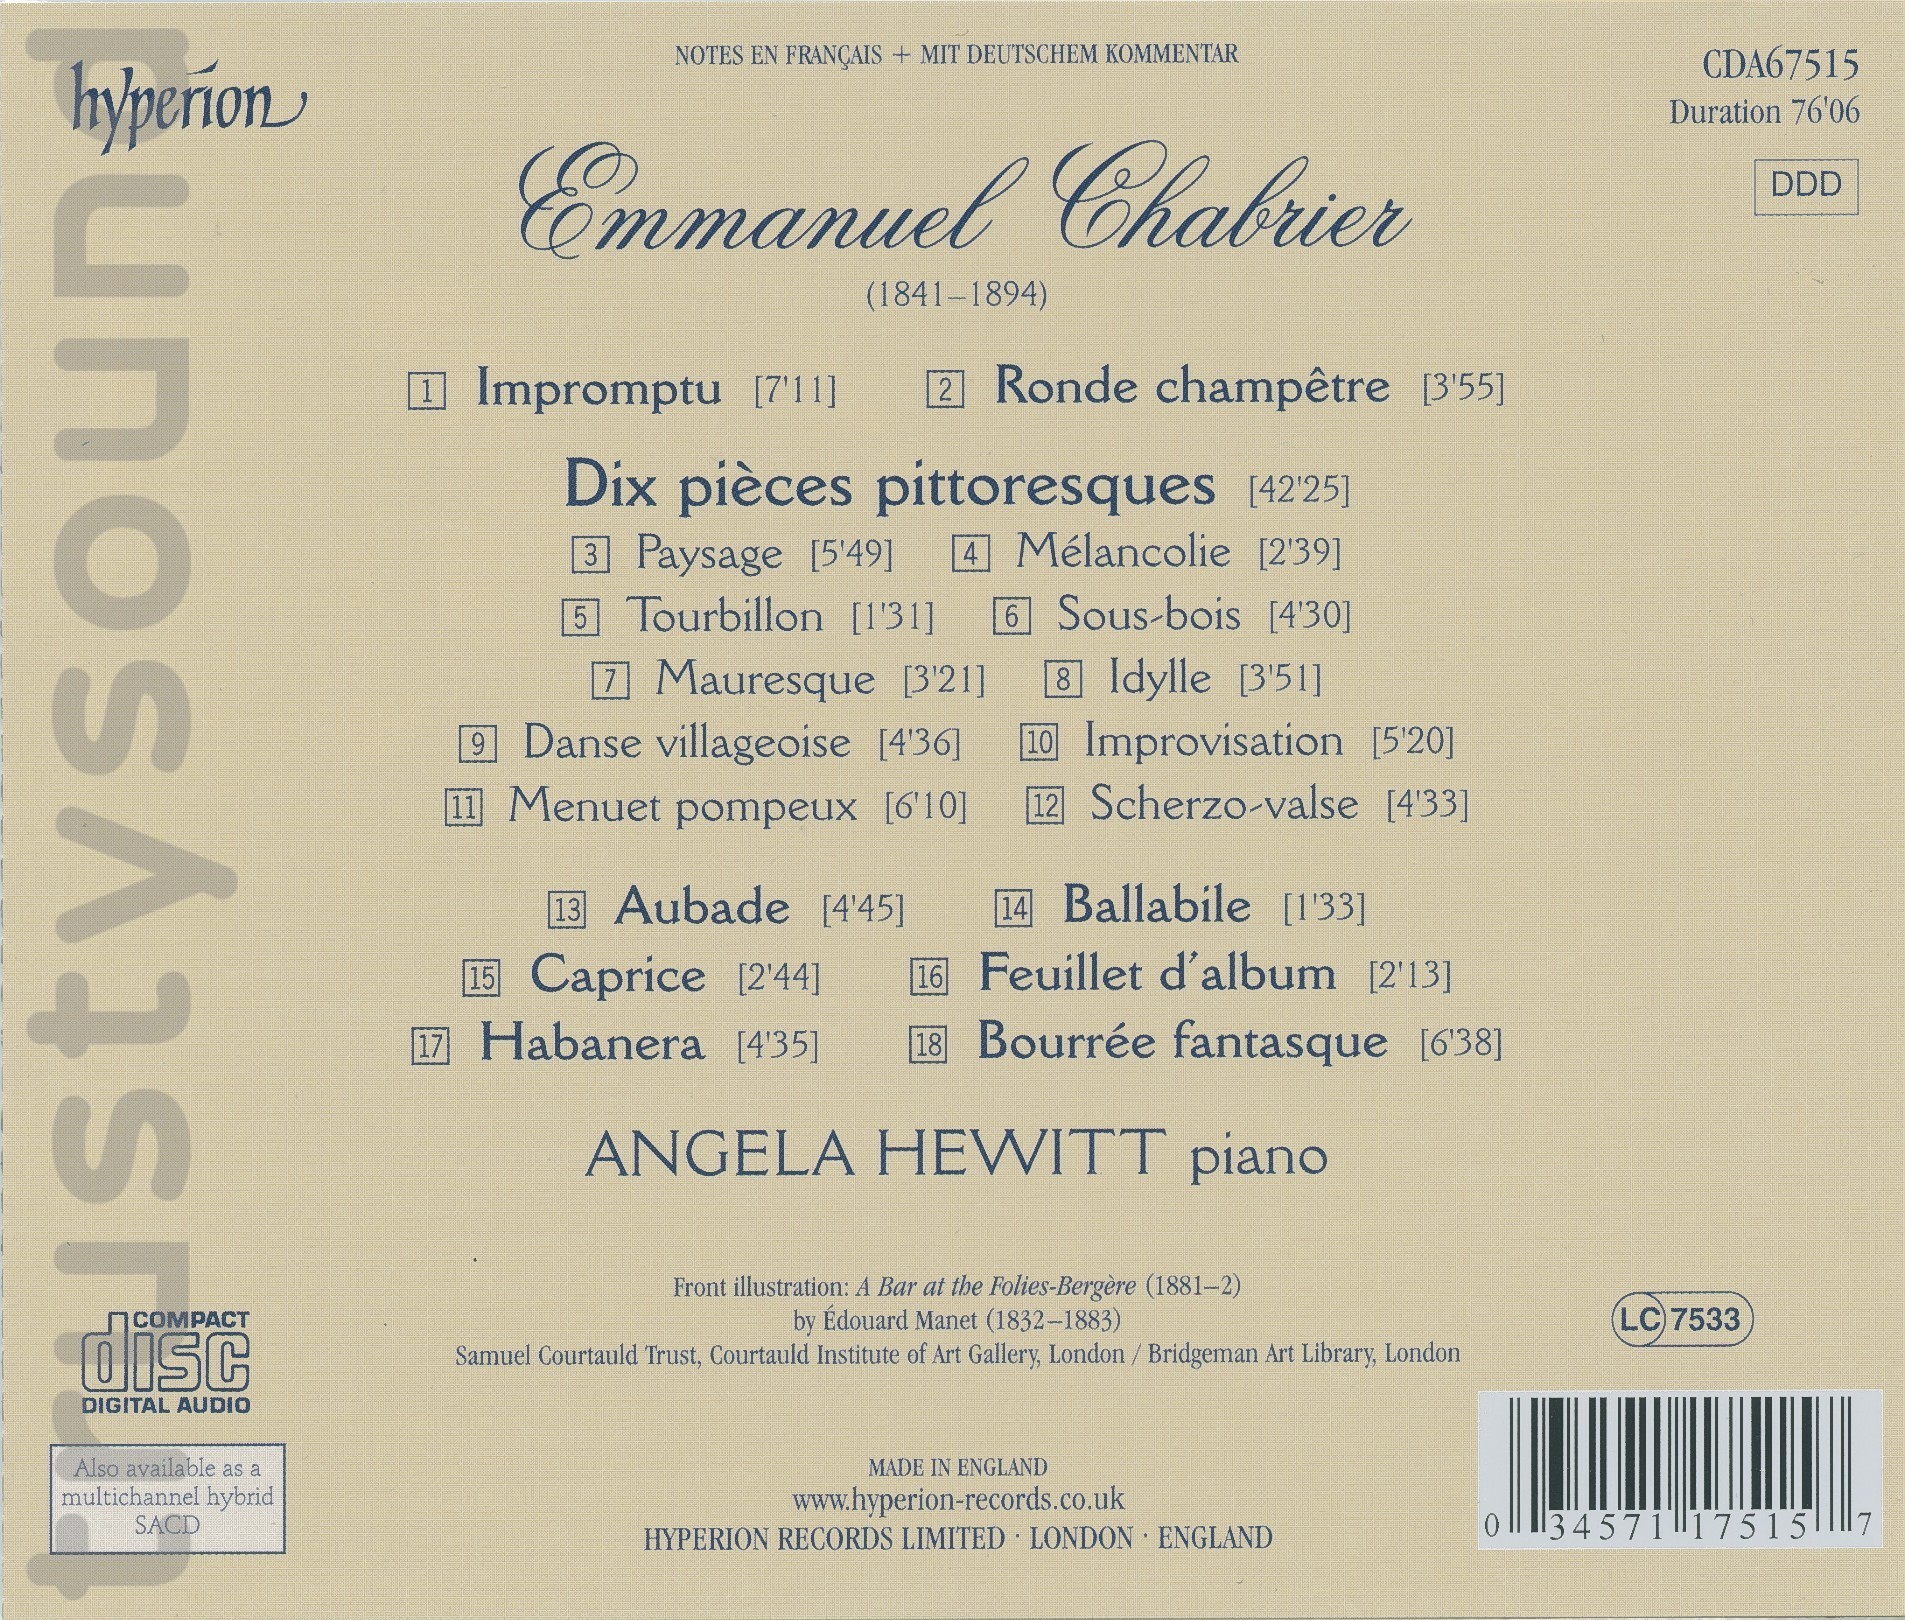 NOTES EN FRANÇAIS + MIT DEUTSCHEM KOMMENTAR
hyperion
CDA67515
Duration 76'06
DDD
Emmanuel Chabrier
(1841–1894)
1 Impromptu [7'11] 2 Ronde champêtre [3'55]
Dix pièces pittoresques [42'25]
3 Paysage [5'49] 4 Mélancolie [2'39]
5 Tourbillon [1'31] 6 Sous-bois [4'30]
7 Mauresque [3'21] 8 Idylle [3'51]
9 Danse villageoise [4'36] 10 Improvisation [5'20]
11 Menuet pompeux [6'10] 12 Scherzo-valse [4'33]
13 Aubade [4'45] 14 Ballabile [1'33]
15 Caprice [2'44] 16 Feuillet d'album [2'13]
17 Habanera [4'35] 18 Bourrée fantasque [6'38]
ANGELA HEWITT piano
Front illustration: A Bar at the Folies-Bergère (1881–2)
by Édouard Manet (1832–1883)
Samuel Courtauld Trust, Courtauld Institute of Art Gallery, London / Bridgeman Art Library, London
LC 7533
COMPACT
disc
DIGITAL AUDIO
Also available as a
multichannel hybrid
SACD
MADE IN ENGLAND
www.hyperion-records.co.uk
HYPERION RECORDS LIMITED · LONDON · ENGLAND
0 34571 17515 7
trustysound